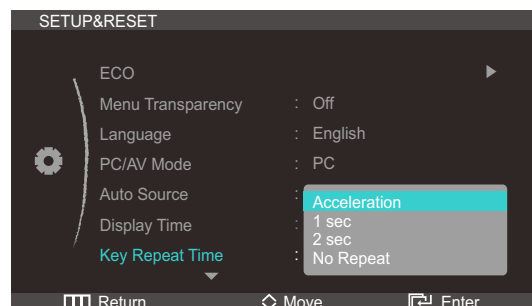 SETUP&RESET
ECO
Menu Transparency : Off
Language : English
PC/AV Mode : PC
Auto Source :
Display Time :
Key Repeat Time :
Acceleration
1 sec
2 sec
No Repeat
Return Move Enter